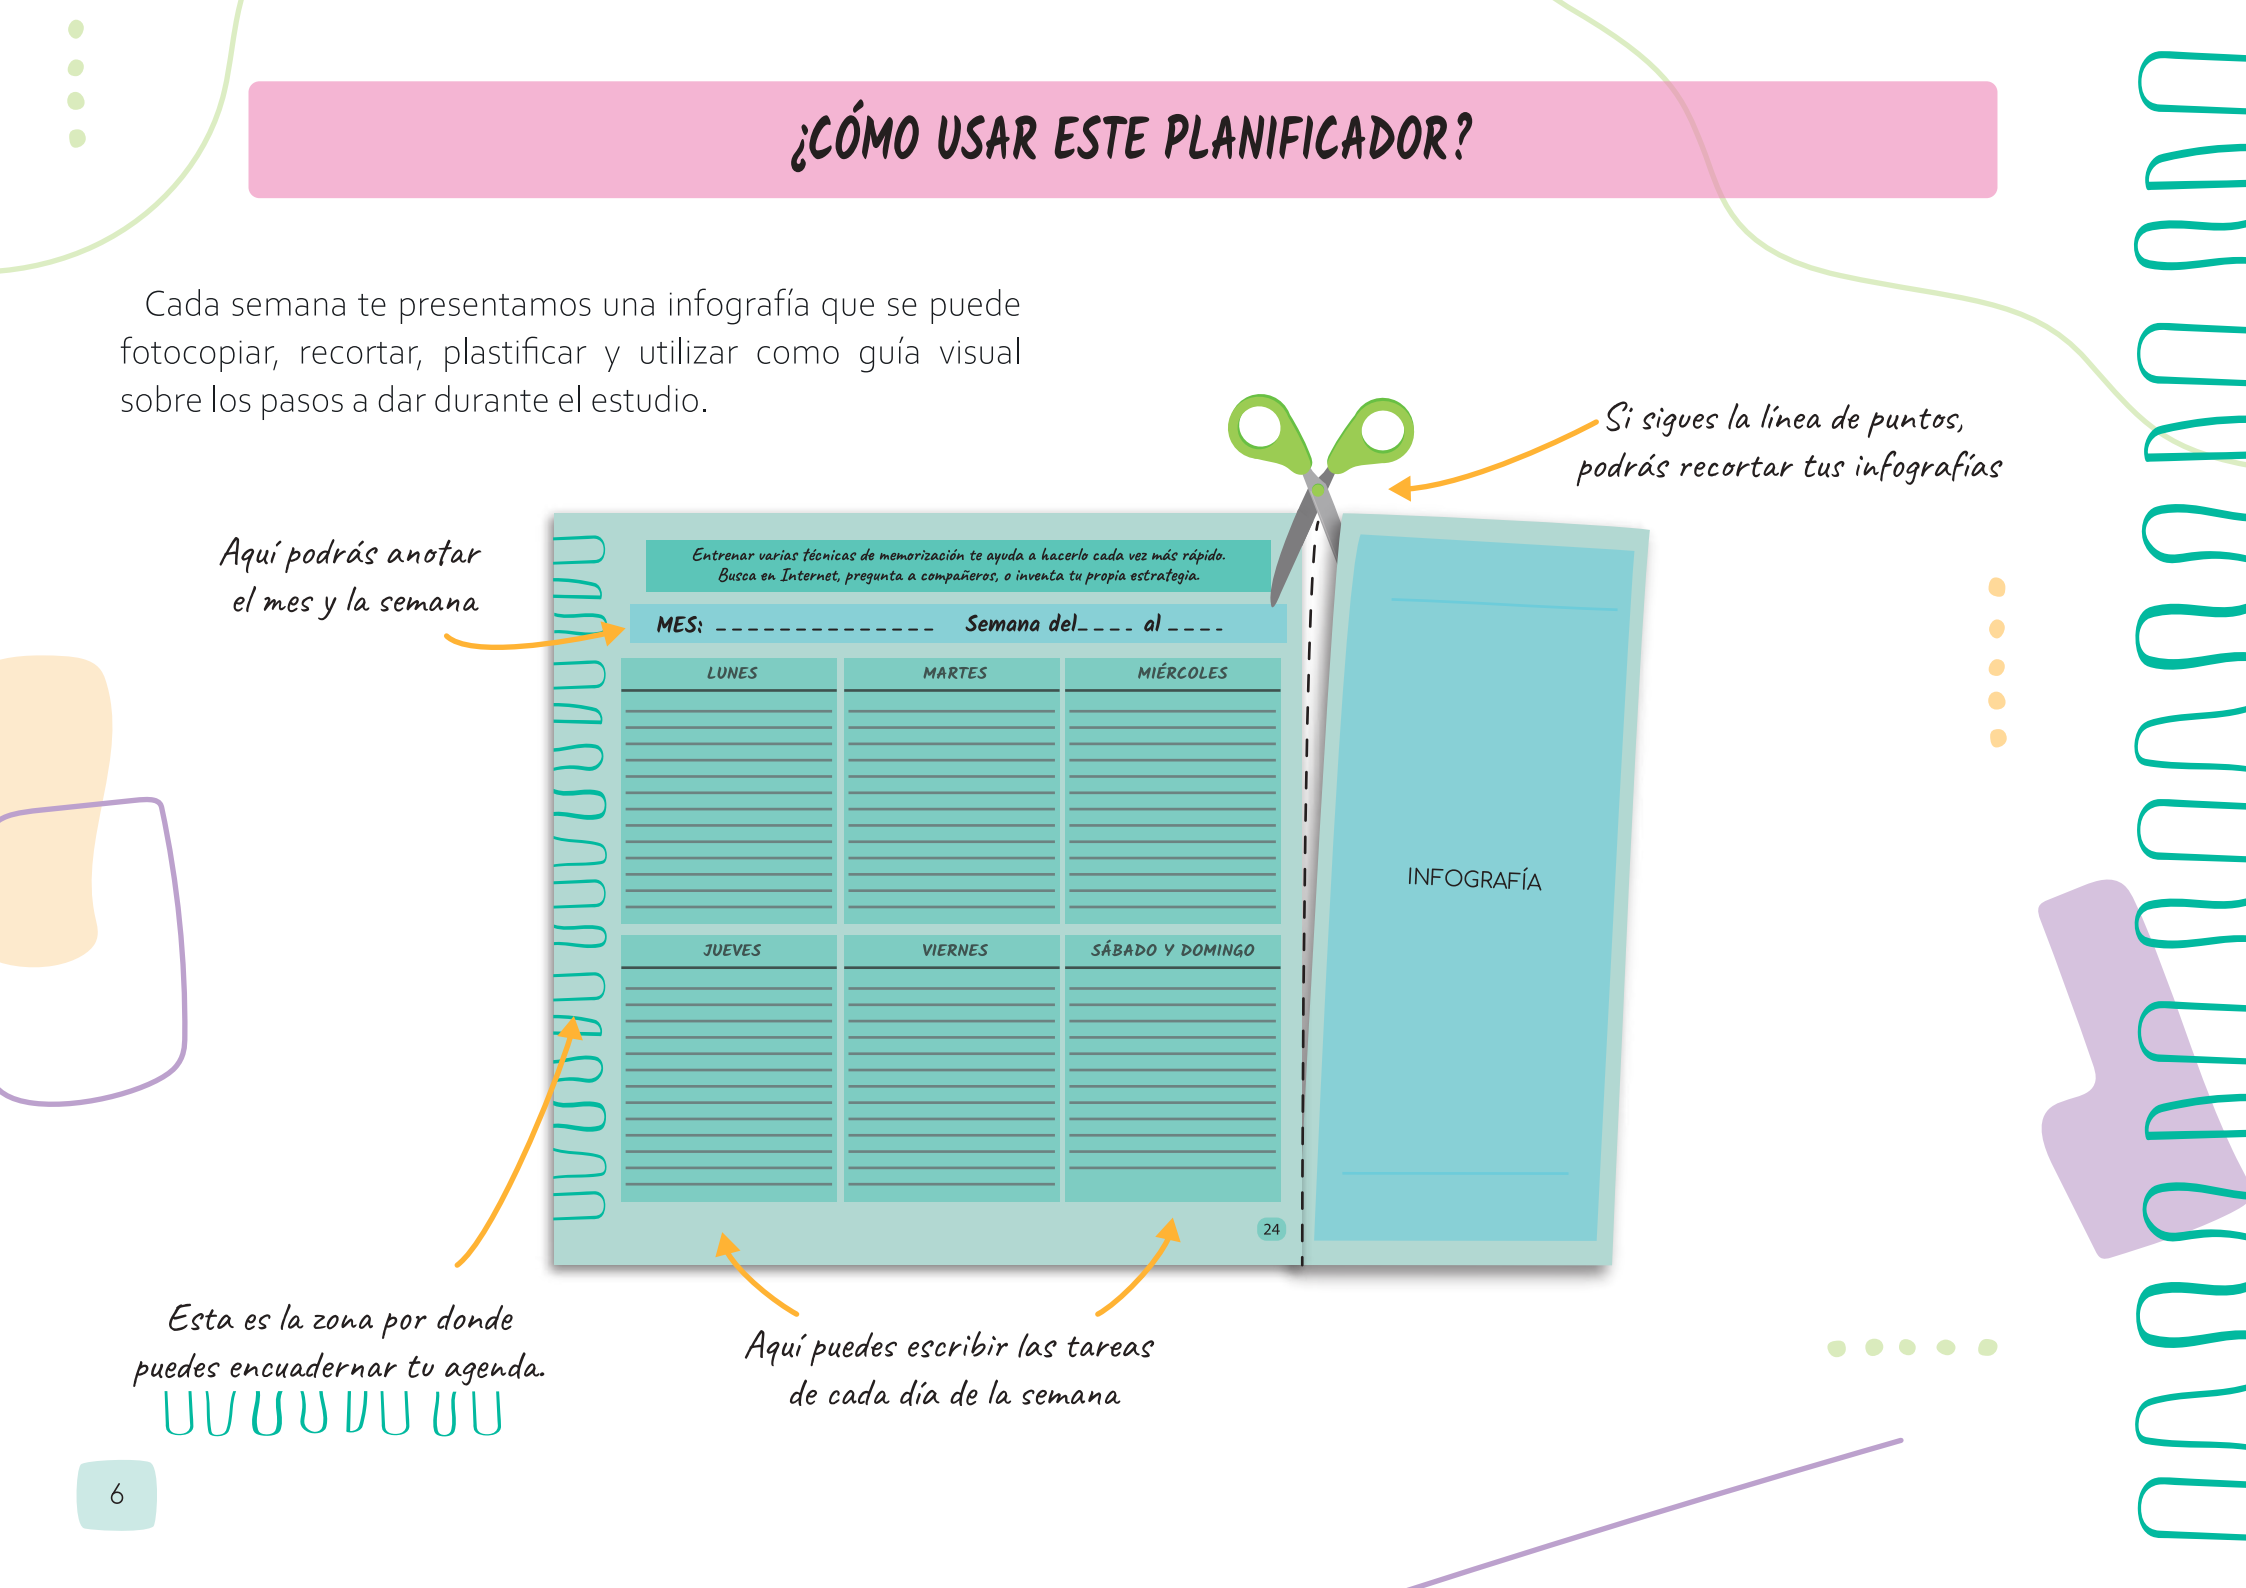 ¿CÓMO USAR ESTE PLANIFICADOR?
Cada semana te presentamos una infografía que se puede
fotocopiar, recortar, plastificar y utilizar como guía visual
sobre los pasos a dar durante el estudio.
Si sigues la línea de puntos,
podrás recortar tus infografías
Aquí podrás anotar
el mes y la semana
Entrenar varias técnicas de memorización te ayuda a hacerlo cada vez más rápido.
Busca en Internet, pregunta a compañeros, o inventa tu propia estrategia.
MES: _ _ _ _ _ _ _ _ _ _ _ _ _ _ Semana del_ _ _ _ al _ _ _ _
LUNES MARTES MIÉRCOLES
INFOGRAFÍA
JUEVES VIERNES SÁBADO Y DOMINGO
24
Esta es la zona por donde
puedes encuadernar tu agenda.
Aquí puedes escribir las tareas
de cada día de la semana
6